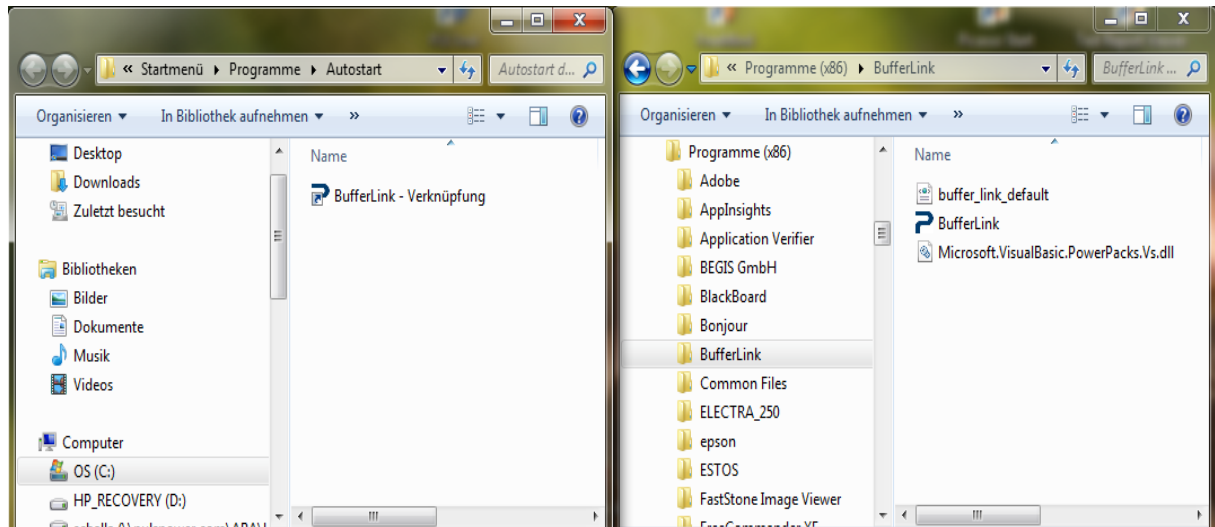 « Startmenü Programme Autostart
Autostart d...
Organisieren
In Bibliothek aufnehmen
»
Desktop
Downloads
Zuletzt besucht
Bibliotheken
Bilder
Dokumente
Musik
Videos
Computer
OS (C:)
HP_RECOVERY (D:)
Name
BufferLink - Verknüpfung
« Programme (x86) BufferLink
BufferLink ...
Organisieren
In Bibliothek aufnehmen
»
Programme (x86)
Adobe
AppInsights
Application Verifier
BEGIS GmbH
BlackBoard
Bonjour
BufferLink
Common Files
ELECTRA_250
epson
ESTOS
FastStone Image Viewer
Name
buffer_link_default
BufferLink
Microsoft.VisualBasic.PowerPacks.Vs.dll